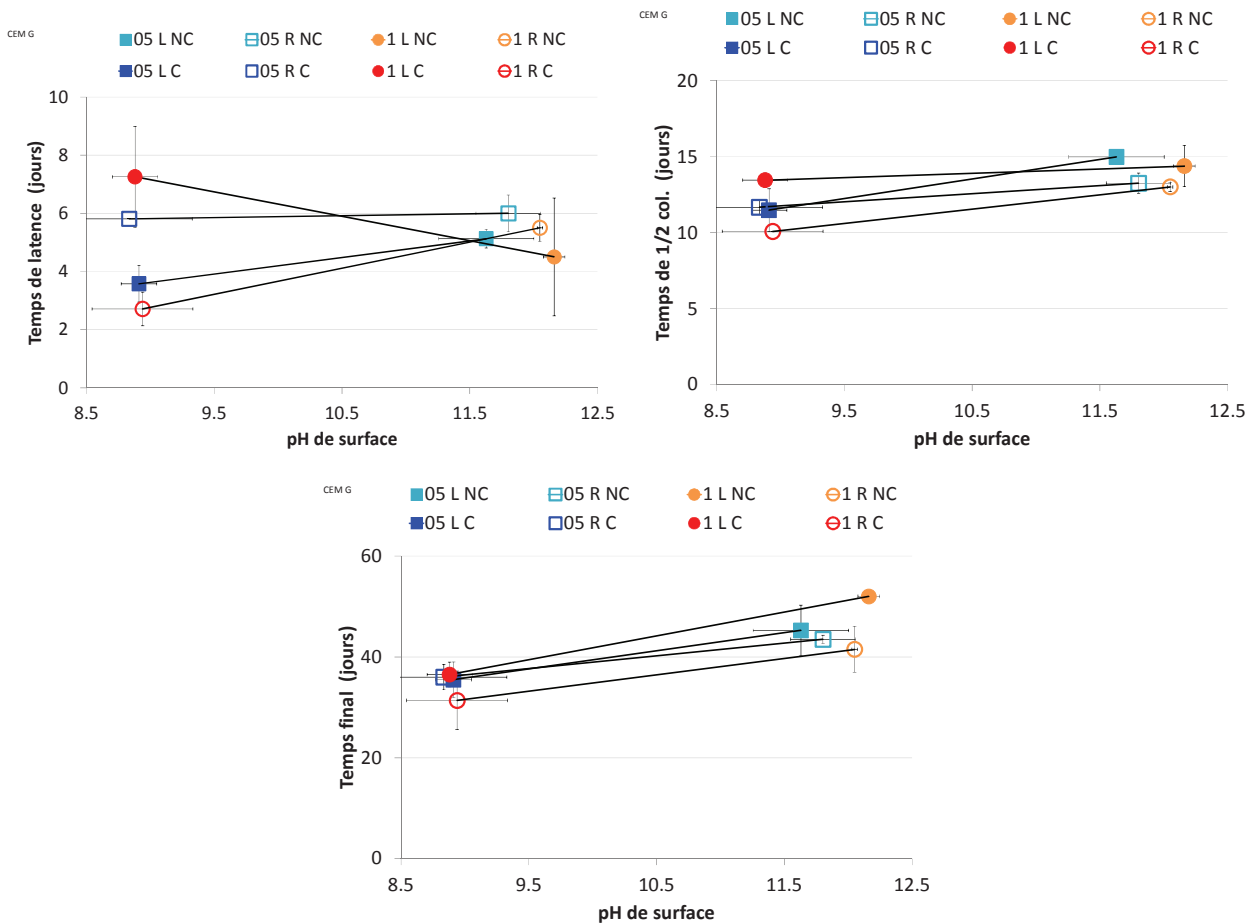 CEM G
05 L NC 05 R NC 1 L NC 1 R NC
05 L C 05 R C 1 L C 1 R C
10
8
6
4
2
0
Temps de latence (jours)
8.5 9.5 10.5 11.5 12.5
pH de surface
CEM G
05 L NC 05 R NC 1 L NC 1 R NC
05 L C 05 R C 1 L C 1 R C
20
15
10
5
0
Temps de 1/2 col. (jours)
8.5 9.5 10.5 11.5 12.5
pH de surface
CEM G
05 L NC 05 R NC 1 L NC 1 R NC
05 L C 05 R C 1 L C 1 R C
60
40
20
0
Temps final (jours)
8.5 9.5 10.5 11.5 12.5
pH de surface